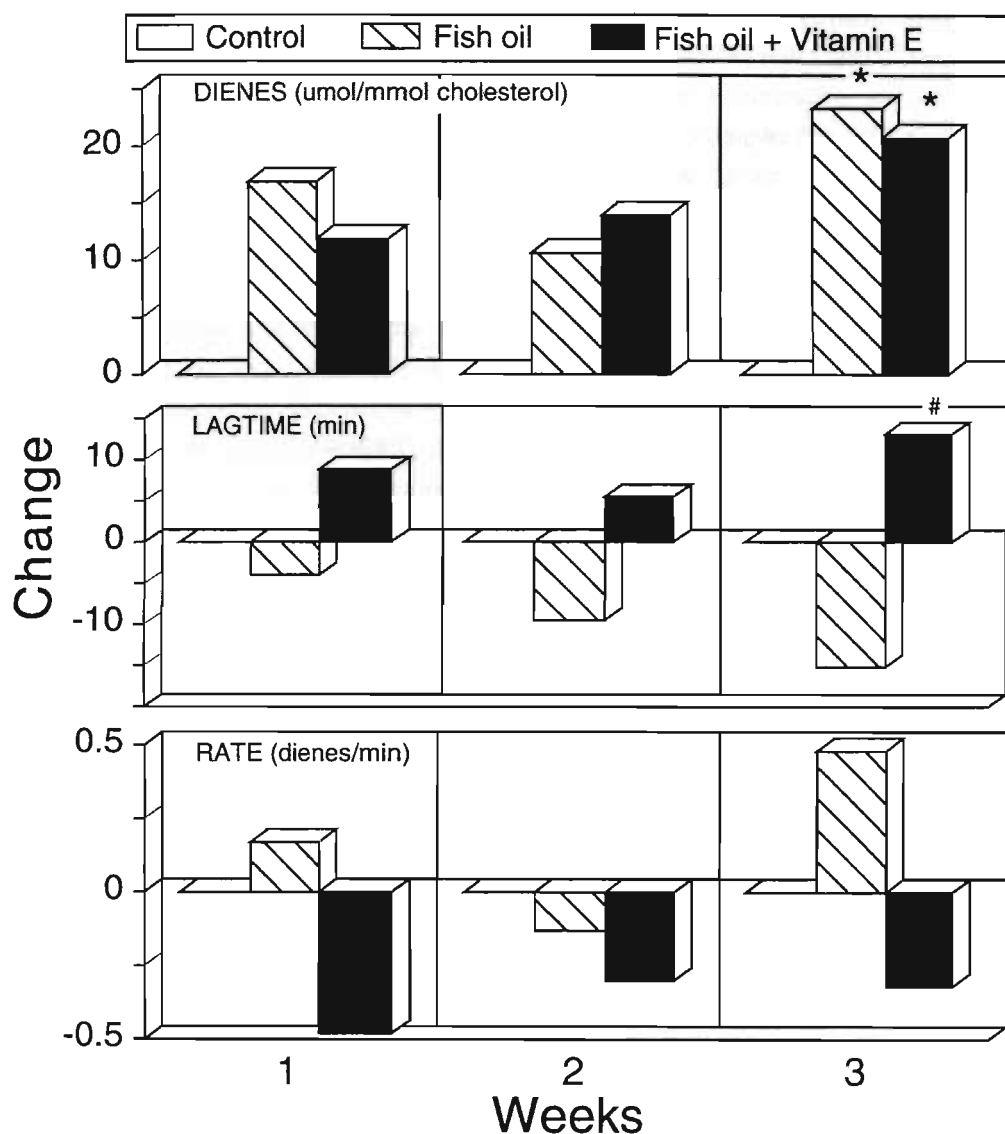 Control Fish oil Fish oil + Vitamin E
DIENES (umol/mmol cholesterol)
* *
20
10
0
LAGTIME (min)
#
10
0
-10
Change
RATE (dienes/min)
0.5
0
-0.5
1 2 3
Weeks